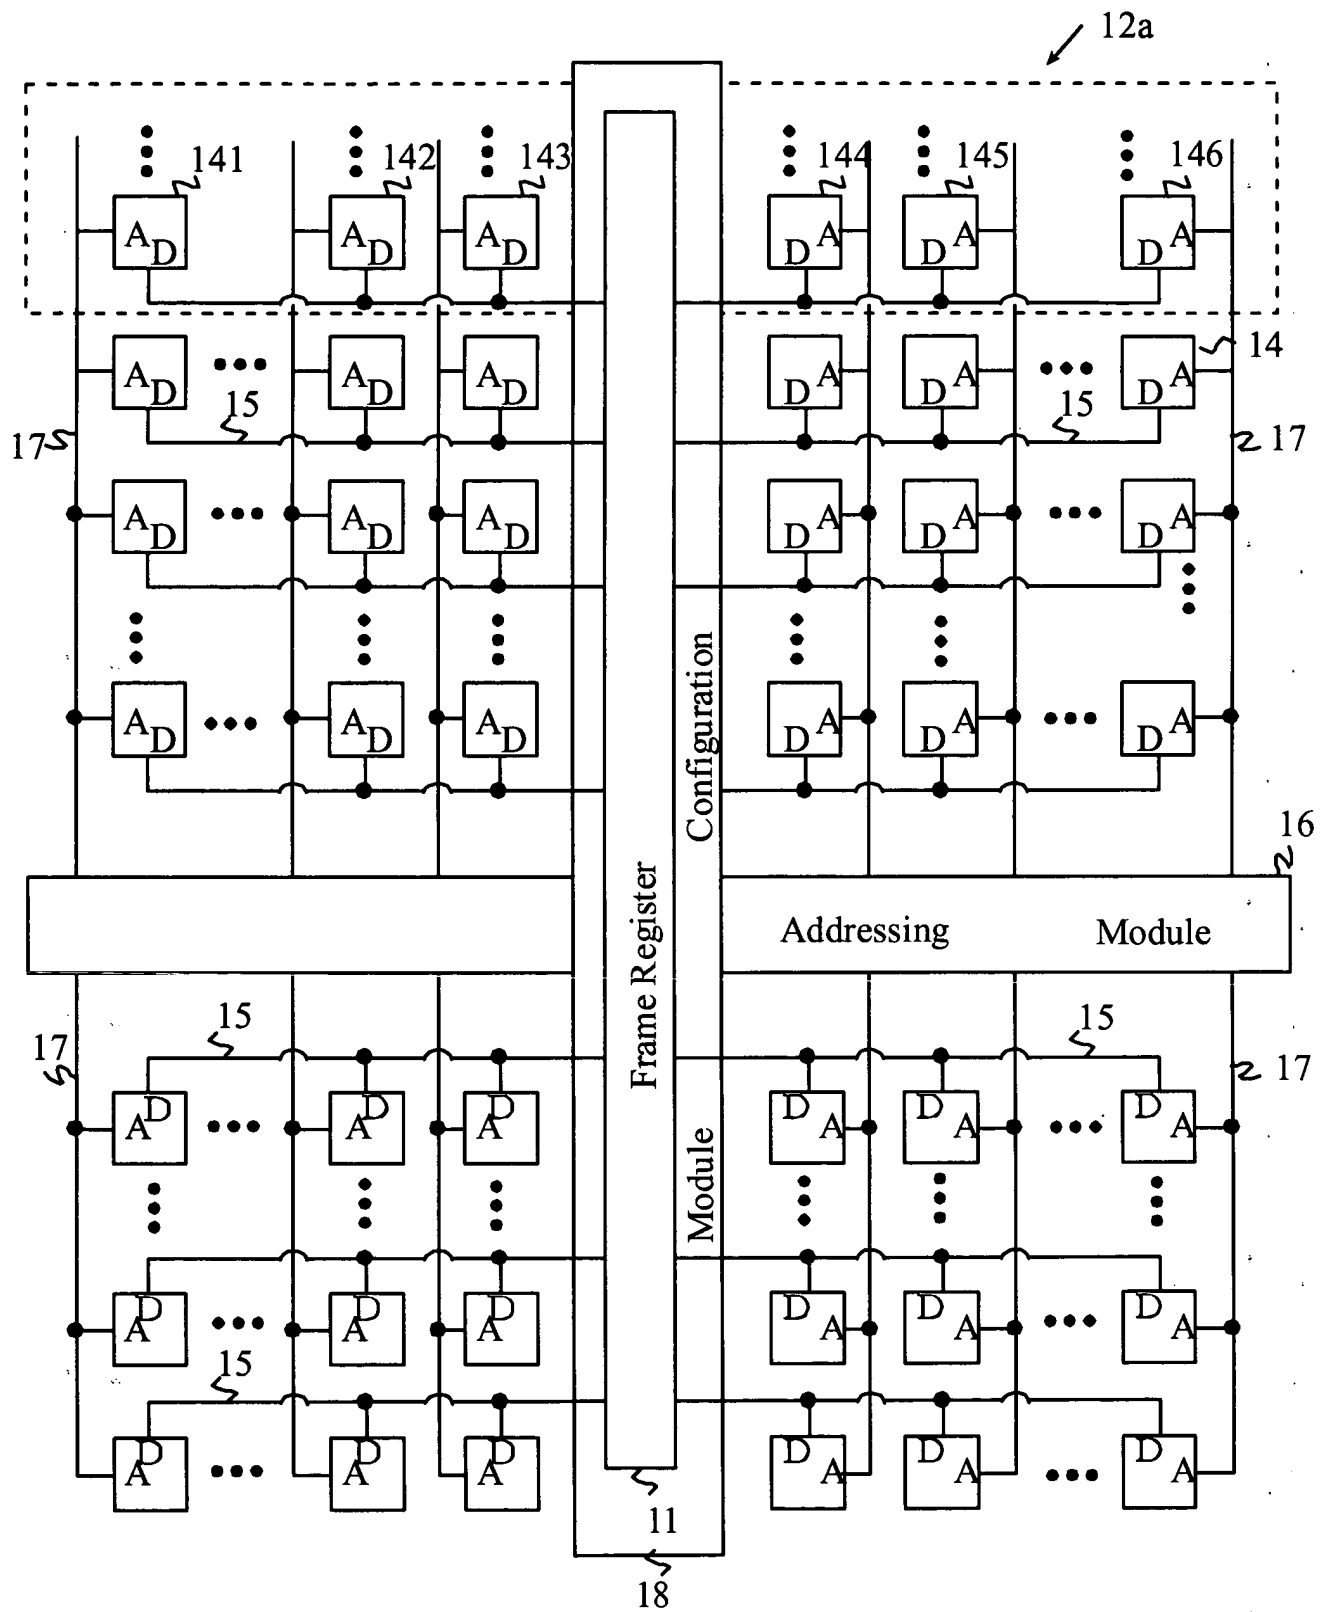 12a
141 142 143 144 145 146
A D A D A D D A D A D A
14
A D A D A D D A D A D A
15 15
17 17
A D A D A D D A D A D A
A D A D A D D A D A D A
Configuration
16
Frame Register
Addressing Module
15 15
17 17
A D A D A D D A D A D A
Module
A D A D A D D A D A D A
15
A D A D A D D A D A D A
11
18